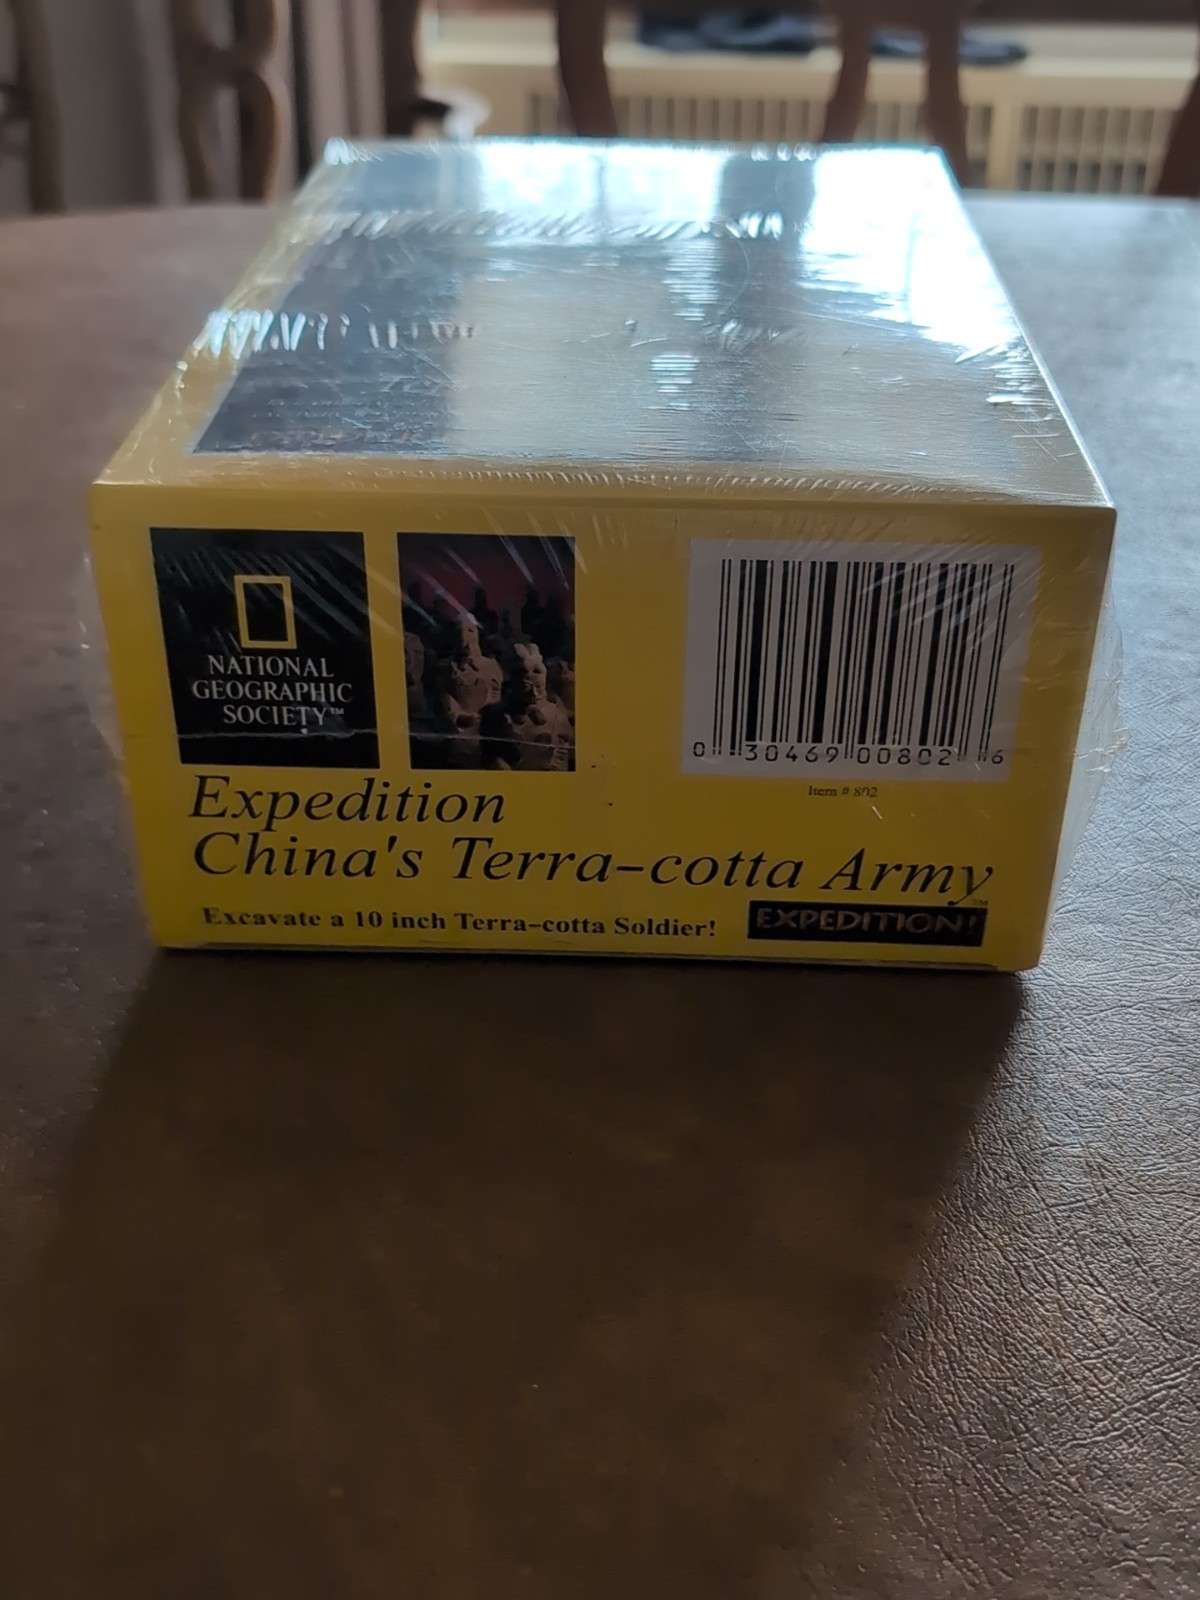 NATIONAL
GEOGRAPHIC
SOCIETY™
0 30469 00802 6
Item # 802
Expedition
China's Terra-cotta Army
Excavate a 10 inch Terra-cotta Soldier!
EXPEDITION!™